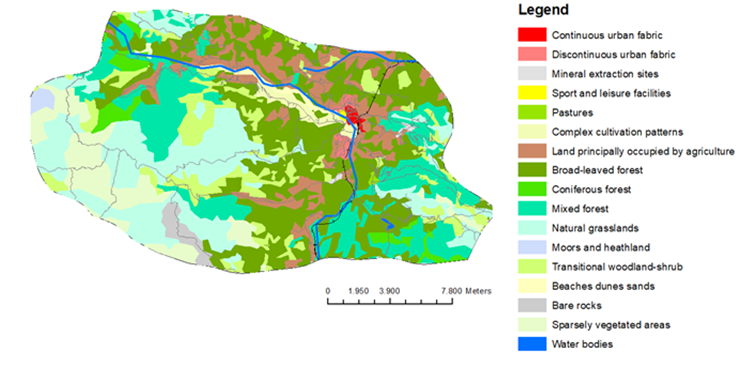 Legend
Continuous urban fabric
Discontinuous urban fabric
Mineral extraction sites
Sport and leisure facilities
Pastures
Complex cultivation patterns
Land principally occupied by agriculture
Broad-leaved forest
Coniferous forest
Mixed forest
Natural grasslands
Moors and heathland
Transitional woodland-shrub
Beaches dunes sands
Bare rocks
Sparsely vegetated areas
Water bodies
0 1.950 3.900 7.800 Meters